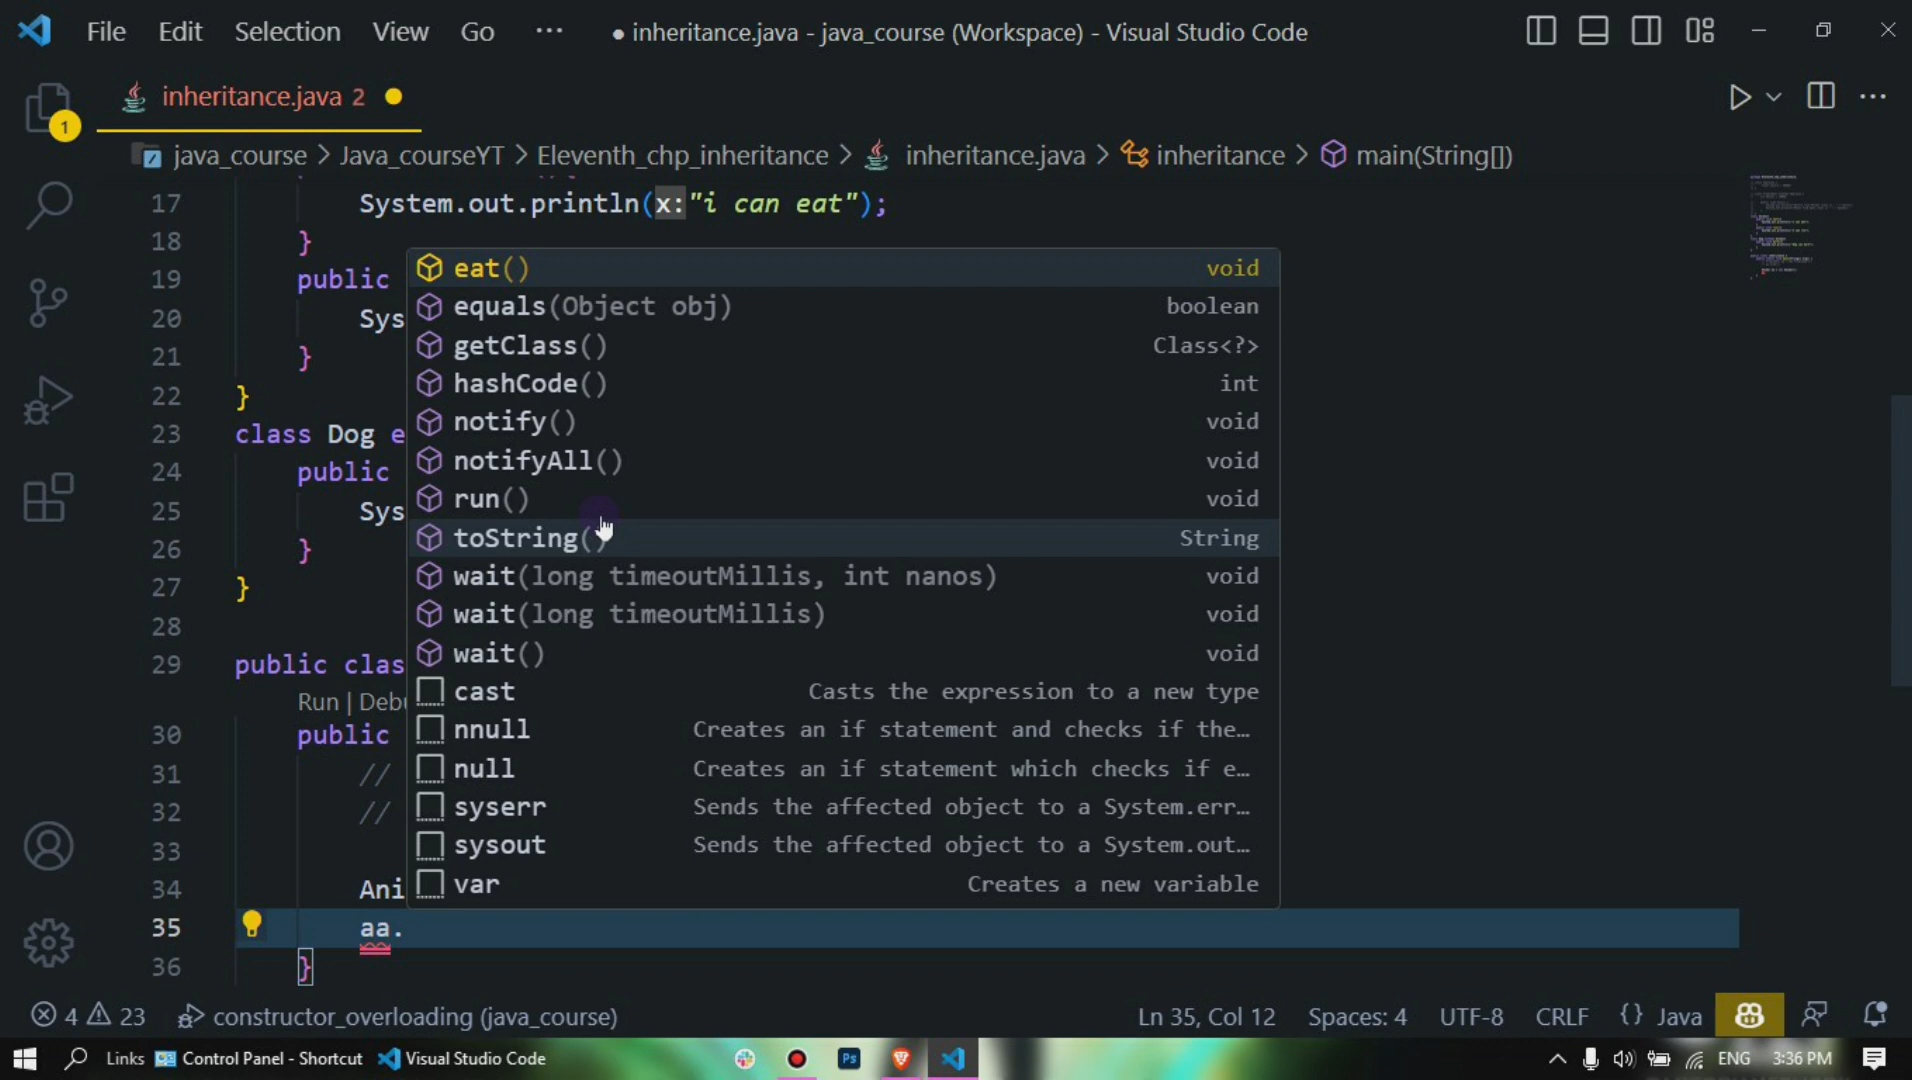 File Edit Selection View Go ··· ● inheritance.java - java_course (Workspace) - Visual Studio Code
inheritance.java 2
1
java_course > Java_courseYT > Eleventh_chp_inheritance > inheritance.java > inheritance > main(String[])
17 System.out.println(x:"i can eat");
18 }
19 public
20 Sys
21 }
22 }
23 class Dog e
24 public
25 Sys
26 }
27 }
28
29 public clas
Run | Debu
30 public
31 //
32 //
33
34 Ani
35 aa.
36 }
eat() void
equals(Object obj) boolean
getClass() Class<?>
hashCode() int
notify() void
notifyAll() void
run() void
toString() String
wait(long timeoutMillis, int nanos) void
wait(long timeoutMillis) void
wait() void
cast Casts the expression to a new type
nnull Creates an if statement and checks if the…
null Creates an if statement which checks if e…
syserr Sends the affected object to a System.err…
sysout Sends the affected object to a System.out…
var Creates a new variable
4 23 constructor_overloading (java_course) Ln 35, Col 12 Spaces: 4 UTF-8 CRLF {} Java
Links Control Panel - Shortcut Visual Studio Code Ps ENG 3:36 PM